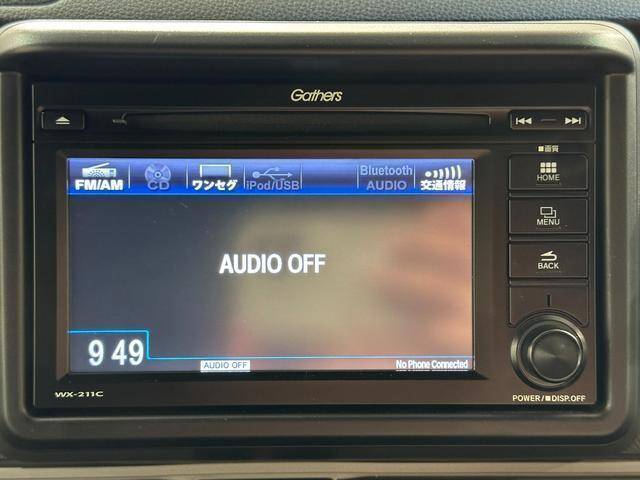 Gathers
■画質
FM/AM CD ワンセグ iPod/USB Bluetooth AUDIO 交通情報
HOME
MENU
AUDIO OFF
BACK
9 49
AUDIO OFF
No Phone Connected
WX-211C
POWER/■DISP.OFF